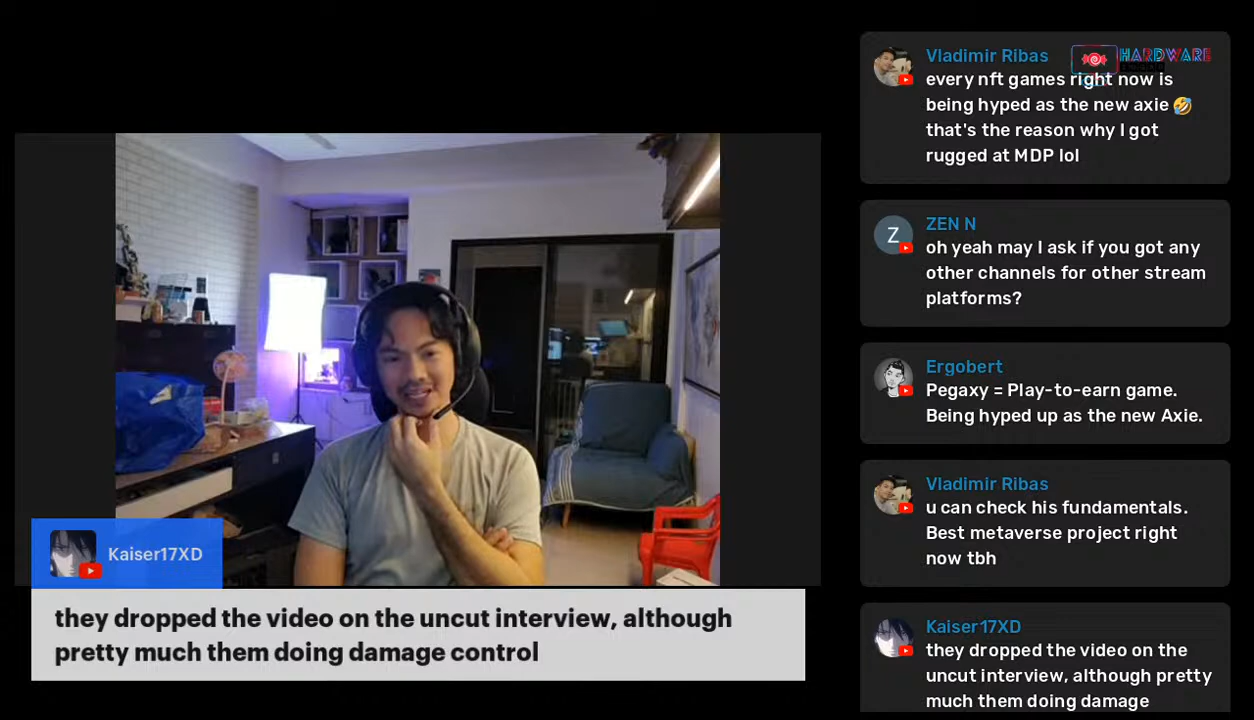 Vladimir Ribas
HARDWARE
every nft games right now is
being hyped as the new axie 🤣
that's the reason why I got
rugged at MDP lol
Z
ZEN N
oh yeah may I ask if you got any
other channels for other stream
platforms?
Ergobert
Pegaxy = Play-to-earn game.
Being hyped up as the new Axie.
Vladimir Ribas
u can check his fundamentals.
Best metaverse project right
now tbh
Kaiser17XD
they dropped the video on the
uncut interview, although pretty
much them doing damage
Kaiser17XD
they dropped the video on the uncut interview, although
pretty much them doing damage control